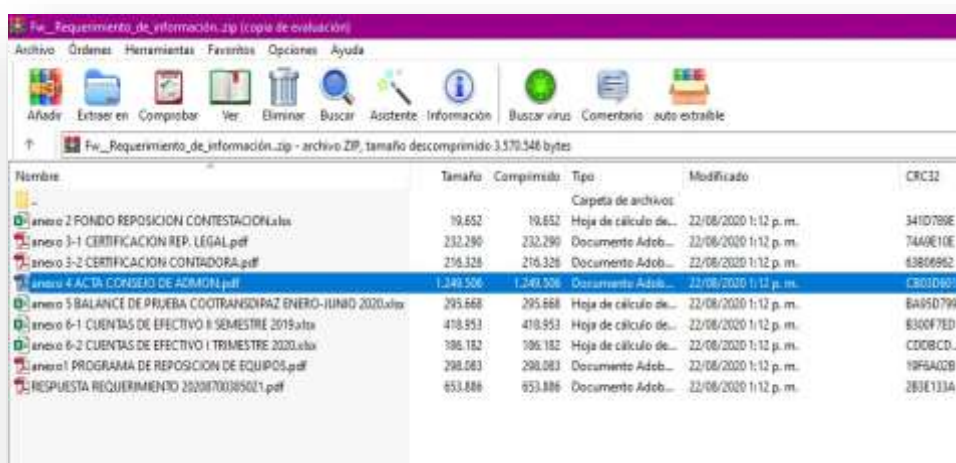 Fw__Requerimiento_de_información..zip (copia de evaluación)
Archivo Órdenes Herramientas Favoritos Opciones Ayuda
Añadir Extraer en Comprobar Ver Eliminar Buscar Asistente Información Buscar virus Comentario auto extraíble
Fw__Requerimiento_de_información..zip - archivo ZIP, tamaño descomprimido 3.570.546 bytes
Nombre Tamaño Comprimido Tipo Modificado CRC32
.. Carpeta de archivos
anexo 2 FONDO REPOSICION CONTESTACION.xlsx 19.652 19.652 Hoja de cálculo de... 22/08/2020 1:12 p. m. 341D789E
anexo 3-1 CERTIFICACION REP. LEGAL.pdf 232.290 232.290 Documento Adob... 22/08/2020 1:12 p. m. 74A9E10E
anexo 3-2 CERTIFICACION CONTADORA.pdf 216.326 216.326 Documento Adob... 22/08/2020 1:12 p. m. 63806962
anexo 4 ACTA CONSEJO DE ADMON.pdf 1.249.506 1.249.506 Documento Adob... 22/08/2020 1:12 p. m.
anexo 5 BALANCE DE PRUEBA COOTRANSDIPAZ ENERO-JUNIO 2020.xlsx 295.668 295.668 Hoja de cálculo de... 22/08/2020 1:12 p. m. BA95D799
anexo 6-1 CUENTAS DE EFECTIVO II SEMESTRE 2019.xlsx 418.953 418.953 Hoja de cálculo de... 22/08/2020 1:12 p. m. B300F7ED
anexo 6-2 CUENTAS DE EFECTIVO I TRIMESTRE 2020.xlsx 186.182 186.182 Hoja de cálculo de... 22/08/2020 1:12 p. m. CDDBCD...
anexo1 PROGRAMA DE REPOSICION DE EQUIPOS.pdf 298.083 298.083 Documento Adob... 22/08/2020 1:12 p. m. 19F6A02B
RESPUESTA REQUERIMIENTO 20208700385021.pdf 653.886 653.886 Documento Adob... 22/08/2020 1:12 p. m. 2B3E133A